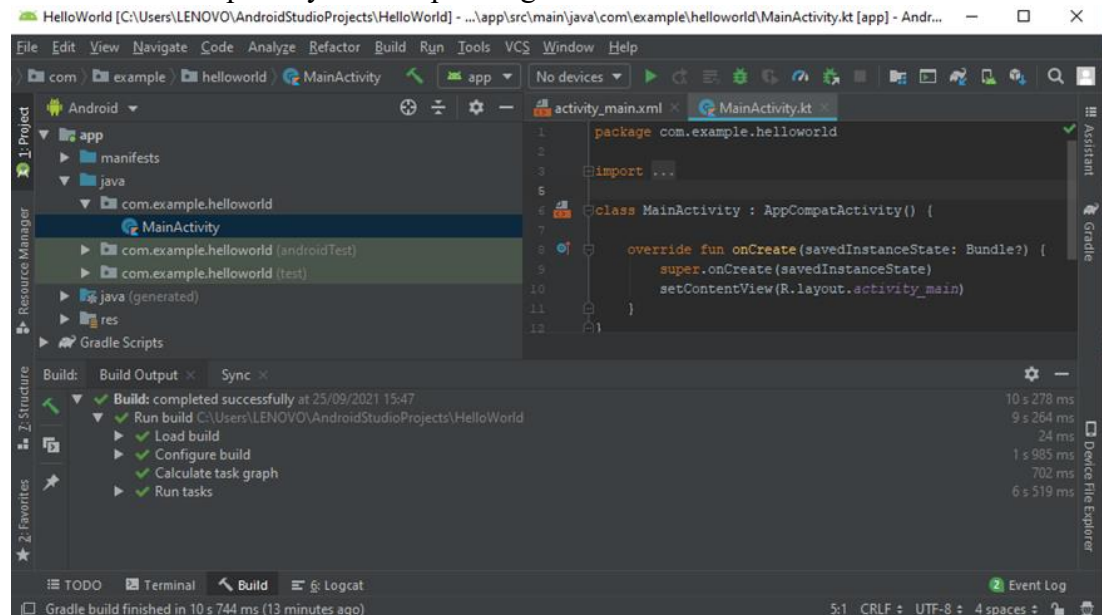 HelloWorld [C:\Users\LENOVO\AndroidStudioProjects\HelloWorld] - ...\app\src\main\java\com\example\helloworld\MainActivity.kt [app] - Andr...
File Edit View Navigate Code Analyze Refactor Build Run Tools VCS Window Help
com example helloworld MainActivity app No devices
Android
activity_main.xml MainActivity.kt
app
manifests
java
com.example.helloworld
MainActivity
com.example.helloworld (androidTest)
com.example.helloworld (test)
java (generated)
res
Gradle Scripts
1 package com.example.helloworld
2
3 import ...
5
6 class MainActivity : AppCompatActivity() {
7
8 override fun onCreate(savedInstanceState: Bundle?) {
9 super.onCreate(savedInstanceState)
10 setContentView(R.layout.activity_main)
11 }
12 }
1: Project
Resource Manager
Z: Structure
2: Favorites
Assistant
Gradle
Device File Explorer
Build: Build Output Sync
Build: completed successfully at 25/09/2021 15:47 10 s 278 ms
Run build C:\Users\LENOVO\AndroidStudioProjects\HelloWorld 9 s 264 ms
Load build 24 ms
Configure build 1 s 985 ms
Calculate task graph 702 ms
Run tasks 6 s 519 ms
TODO Terminal Build 6: Logcat 2 Event Log
Gradle build finished in 10 s 744 ms (13 minutes ago) 5:1 CRLF UTF-8 4 spaces